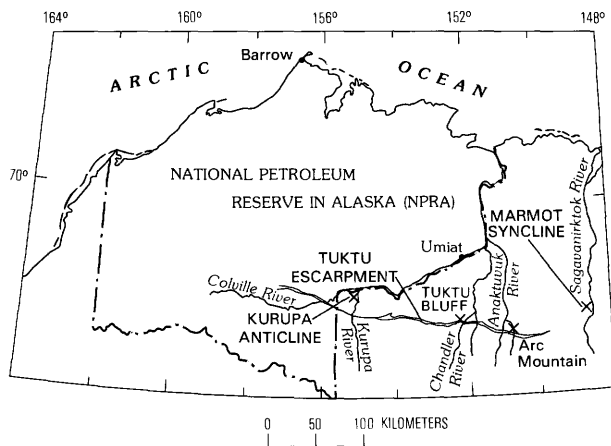 164°
160°
156°
152°
148°
Barrow
ARCTIC OCEAN
70°
NATIONAL PETROLEUM
RESERVE IN ALASKA (NPRA)
MARMOT
SYNCLINE
Sagavanirktok River
Umiat
TUKTU
ESCARPMENT
Colville River
TUKTU
BLUFF
Anaktuvuk
River
KURUPA
ANTICLINE
Kurupa
River
Chandler
River
Arc
Mountain
0 50 100 KILOMETERS